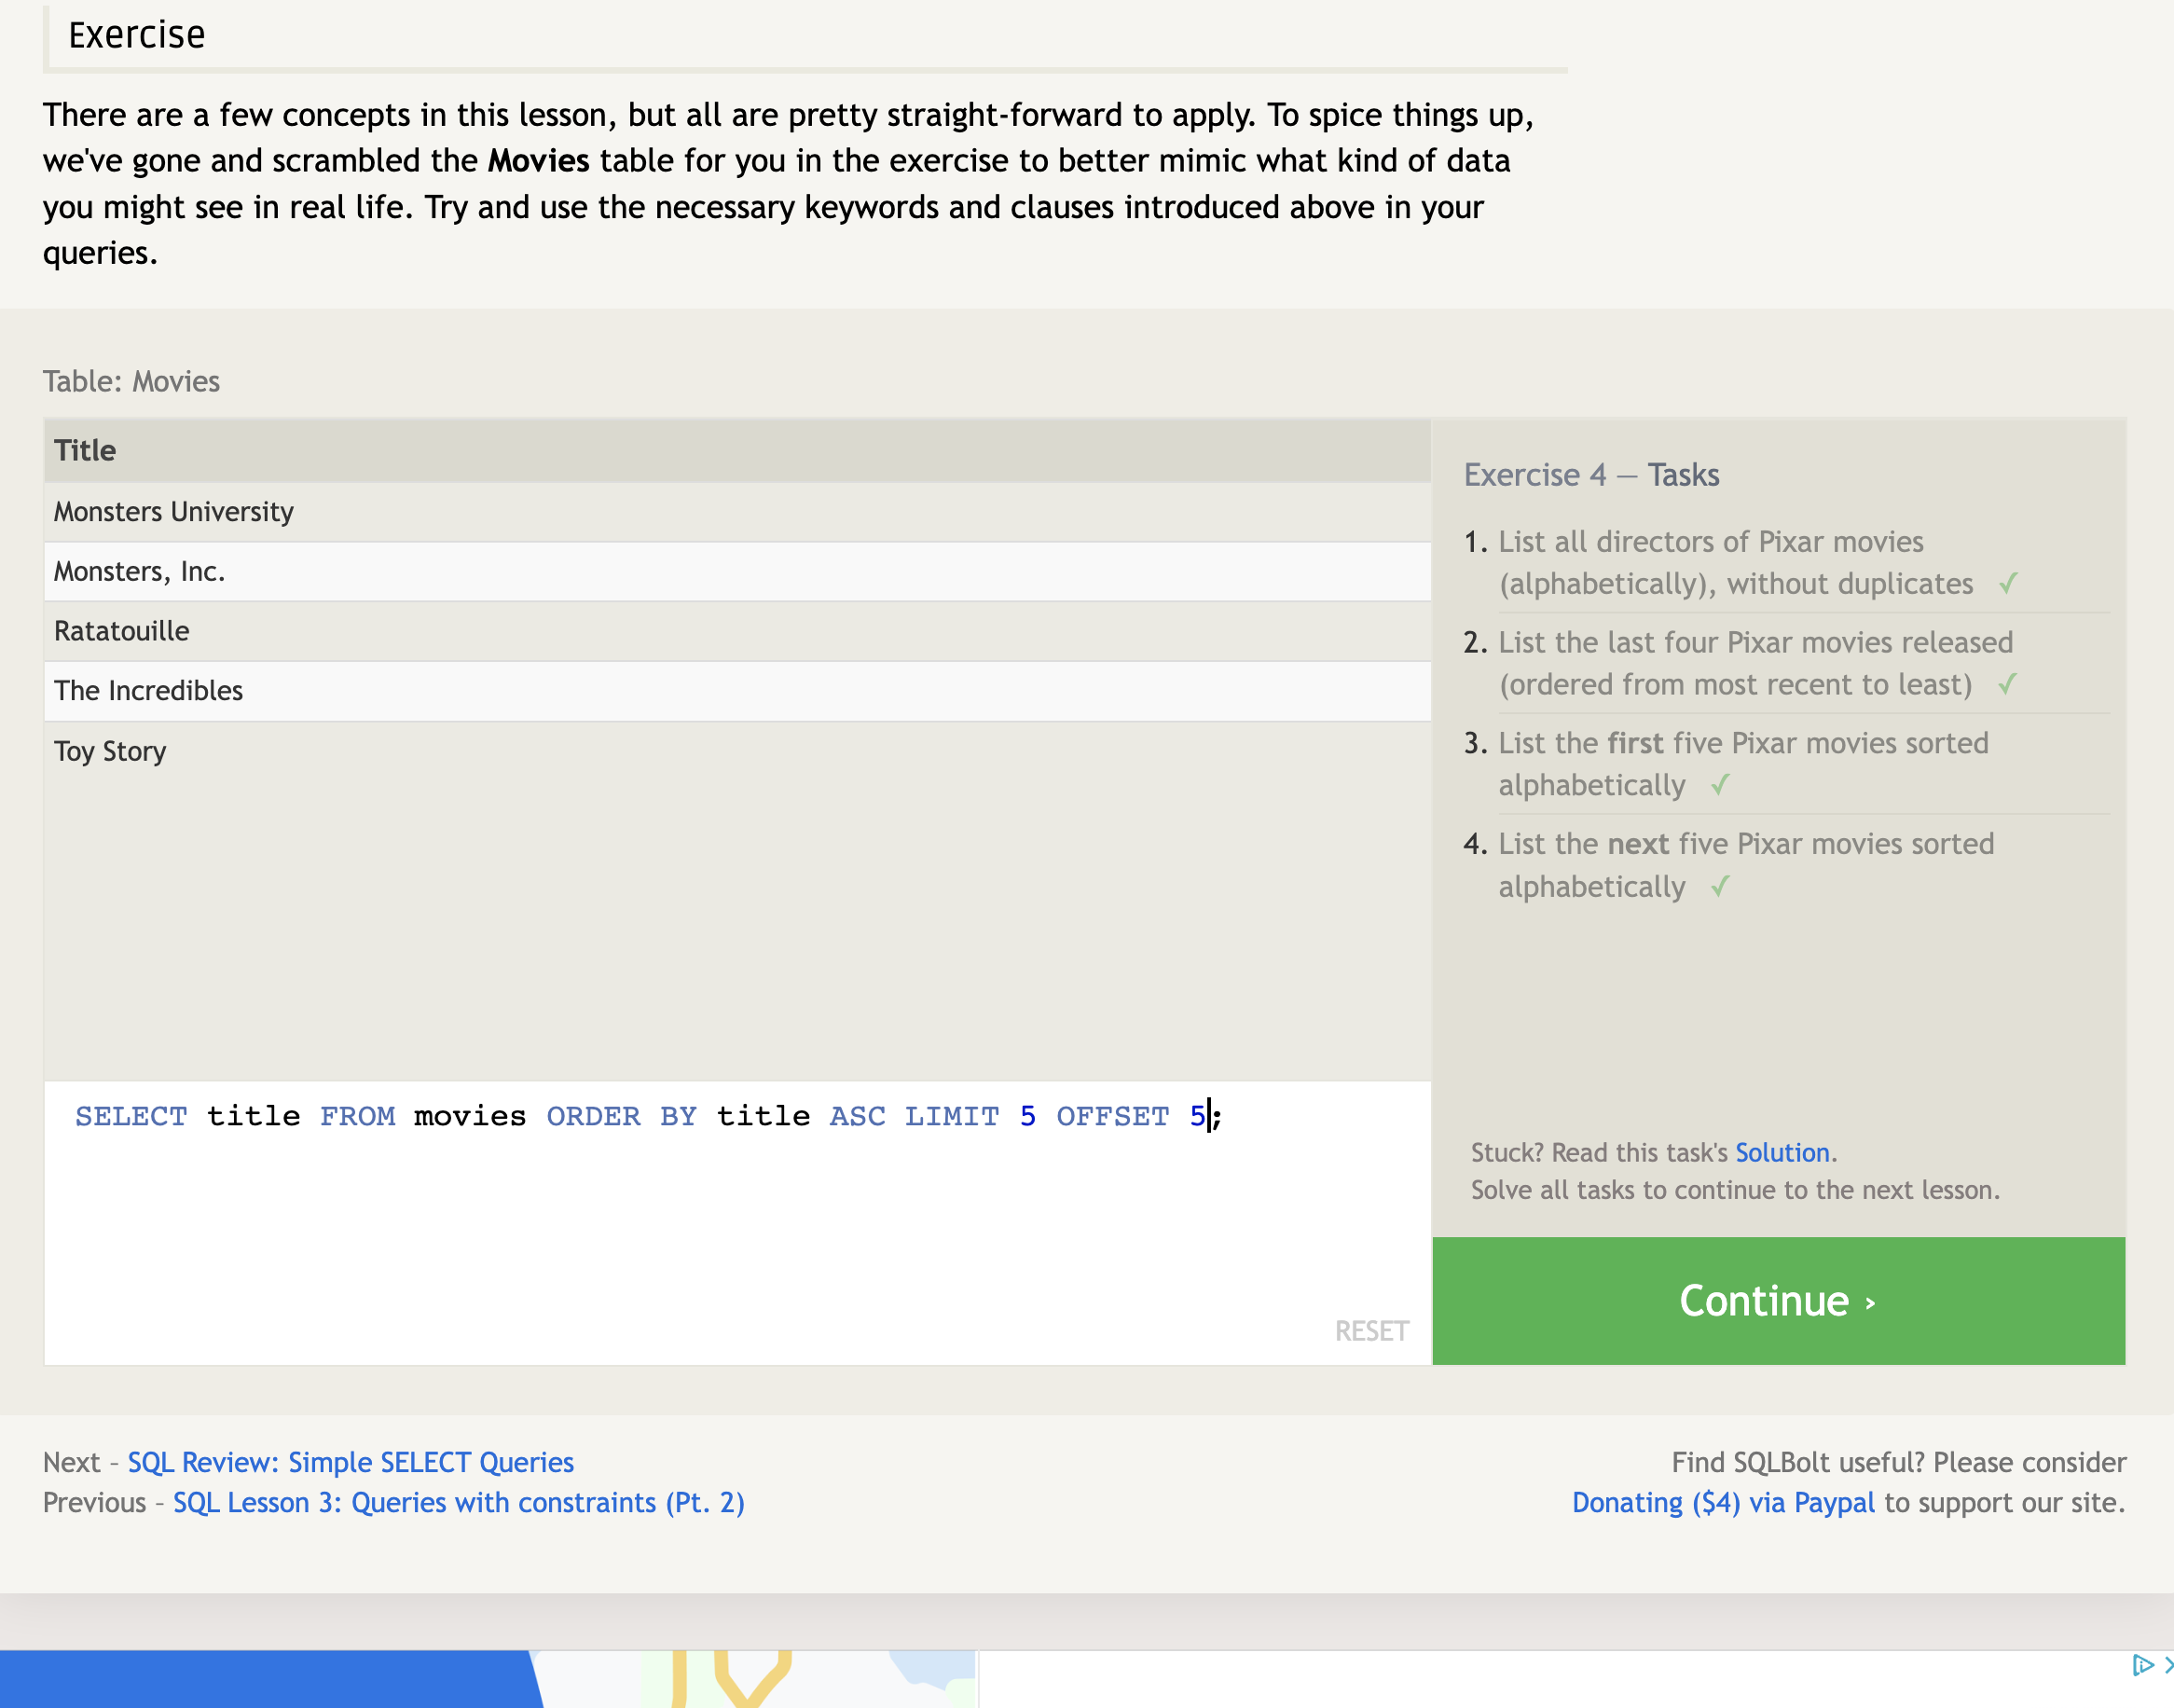 Exercise
There are a few concepts in this lesson, but all are pretty straight-forward to apply. To spice things up,
we've gone and scrambled the Movies table for you in the exercise to better mimic what kind of data
you might see in real life. Try and use the necessary keywords and clauses introduced above in your
queries.
Table: Movies
Title
Monsters University
Monsters, Inc.
Ratatouille
The Incredibles
Toy Story
SELECT title FROM movies ORDER BY title ASC LIMIT 5 OFFSET 5;
RESET
Exercise 4 — Tasks
1. List all directors of Pixar movies
(alphabetically), without duplicates ✓
2. List the last four Pixar movies released
(ordered from most recent to least) ✓
3. List the first five Pixar movies sorted
alphabetically ✓
4. List the next five Pixar movies sorted
alphabetically ✓
Stuck? Read this task's Solution.
Solve all tasks to continue to the next lesson.
Continue ›
Next – SQL Review: Simple SELECT Queries
Previous – SQL Lesson 3: Queries with constraints (Pt. 2)
Find SQLBolt useful? Please consider
Donating ($4) via Paypal to support our site.